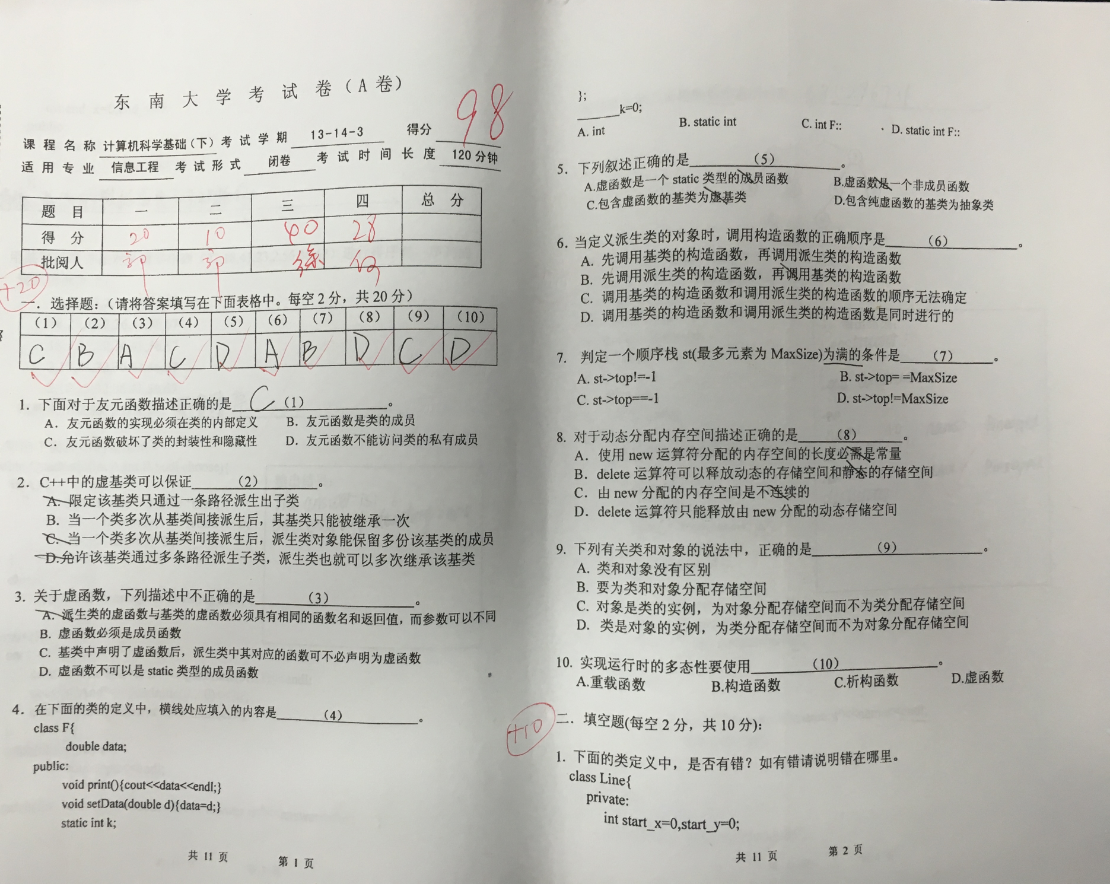 东南大学考试卷（A卷）
98
课程名称 计算机科学基础（下） 考试学期 13-14-3 得分
适用专业 信息工程 考试形式 闭卷 考试时间长度 120分钟
题目 一 二 三 四 总分
得分 20 10 40 28
批阅人
+20
一．选择题：（请将答案填写在下面表格中。每空2分，共20分）
（1） （2） （3） （4） （5） （6） （7） （8） （9） （10）
C B A C D A B D C D
1．下面对于友元函数描述正确的是 C （1）。
A．友元函数的实现必须在类的内部定义 B．友元函数是类的成员
C．友元函数破坏了类的封装性和隐藏性 D．友元函数不能访问类的私有成员
2．C++中的虚基类可以保证（2）。
A．限定该基类只通过一条路径派生出子类
B．当一个类多次从基类间接派生后，其基类只能被继承一次
C．当一个类多次从基类间接派生后，派生类对象能保留多份该基类的成员
D.允许该基类通过多条路径派生子类，派生类也就可以多次继承该基类
3．关于虚函数，下列描述中不正确的是（3）。
A．派生类的虚函数与基类的虚函数必须具有相同的函数名和返回值，而参数可以不同
B．虚函数必须是成员函数
C．基类中声明了虚函数后，派生类中其对应的函数可不必声明为虚函数
D．虚函数不可以是 static 类型的成员函数
4．在下面的类的定义中，横线处应填入的内容是（4）。
class F{
double data;
public:
void print(){cout<<data<<endl;}
void setData(double d){data=d;}
static int k;
共 11 页 第 1 页
};
______k=0;
A. int B. static int C. int F:: D. static int F::
5．下列叙述正确的是（5）。
A.虚函数是一个 static 类型的成员函数 B.虚函数是一个非成员函数
C.包含虚函数的基类为虚基类 D.包含纯虚函数的基类为抽象类
6．当定义派生类的对象时，调用构造函数的正确顺序是（6）。
A．先调用基类的构造函数，再调用派生类的构造函数
B．先调用派生类的构造函数，再调用基类的构造函数
C．调用基类的构造函数和调用派生类的构造函数的顺序无法确定
D．调用基类的构造函数和调用派生类的构造函数是同时进行的
7．判定一个顺序栈 st(最多元素为 MaxSize)为满的条件是（7）。
A. st->top!=-1 B. st->top= =MaxSize
C. st->top==-1 D. st->top!=MaxSize
8．对于动态分配内存空间描述正确的是（8）。
A．使用 new 运算符分配的内存空间的长度必需是常量
B．delete 运算符可以释放动态的存储空间和静态的存储空间
C．由 new 分配的内存空间是不连续的
D．delete 运算符只能释放由 new 分配的动态存储空间
9．下列有关类和对象的说法中，正确的是（9）。
A．类和对象没有区别
B．要为类和对象分配存储空间
C．对象是类的实例，为对象分配存储空间而不为类分配存储空间
D．类是对象的实例，为类分配存储空间而不为对象分配存储空间
10．实现运行时的多态性要使用（10）。
A.重载函数 B.构造函数 C.析构函数 D.虚函数
+10
二．填空题(每空 2 分，共 10 分)：
1．下面的类定义中，是否有错？如有错请说明错在哪里。
class Line{
private:
int start_x=0,start_y=0;
共 11 页 第 2 页